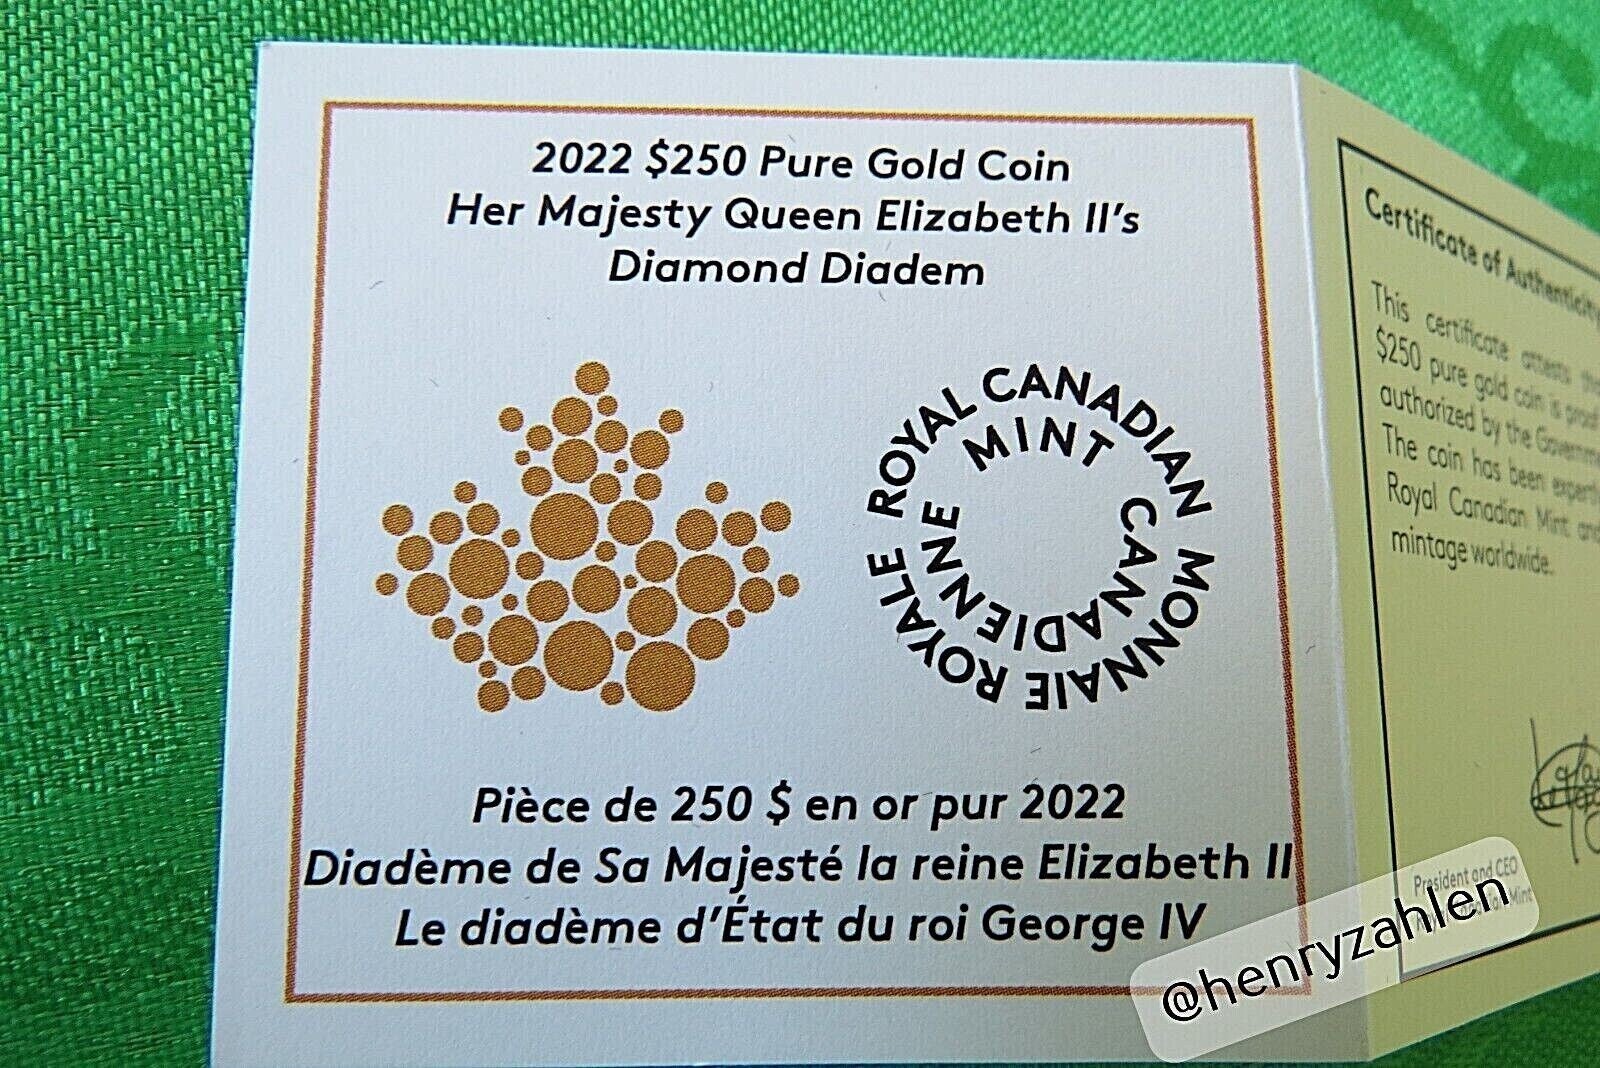 2022 $250 Pure Gold Coin
Her Majesty Queen Elizabeth II's
Diamond Diadem
ROYAL CANADIAN
MINT
MONNAIE ROYALE
CANADIENNE
Pièce de 250 $ en or pur 2022
Diadème de Sa Majesté la reine Elizabeth II
Le diadème d'État du roi George IV
Certificate of Authenticity
This certificate attests
$250 pure gold coin is proof
authorized by the
The coin has been
Royal Canadian Mint and
mintage worldwide.
President and CEO
Mint
@henryzahlen